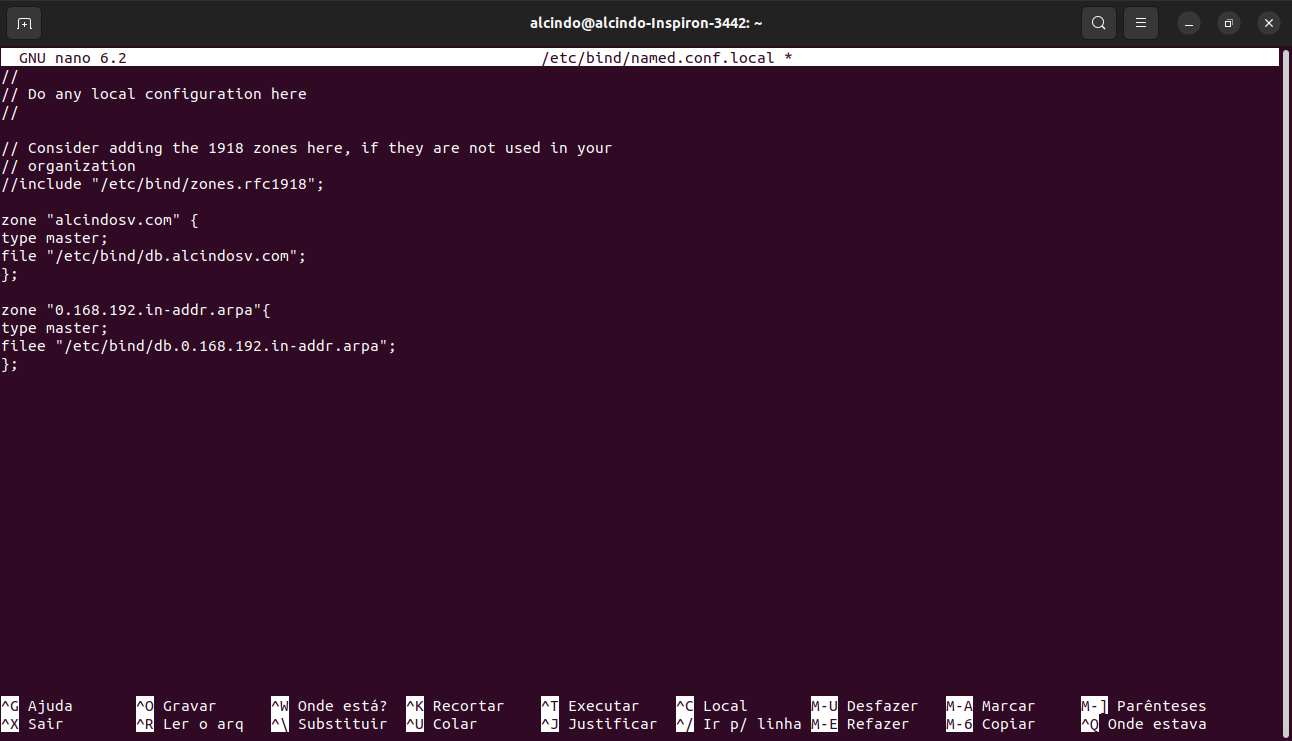 alcindo@alcindo-Inspiron-3442: ~
GNU nano 6.2 /etc/bind/named.conf.local *
//
// Do any local configuration here
//
// Consider adding the 1918 zones here, if they are not used in your
// organization
//include "/etc/bind/zones.rfc1918";
zone "alcindosv.com" {
type master;
file "/etc/bind/db.alcindosv.com";
};
zone "0.168.192.in-addr.arpa"{
type master;
filee "/etc/bind/db.0.168.192.in-addr.arpa";
};
^G Ajuda ^O Gravar ^W Onde está? ^K Recortar ^T Executar ^C Local M-U Desfazer M-A Marcar M-] Parênteses
^X Sair ^R Ler o arq ^\ Substituir ^U Colar ^J Justificar ^/ Ir p/ linha M-E Refazer M-6 Copiar ^Q Onde estava